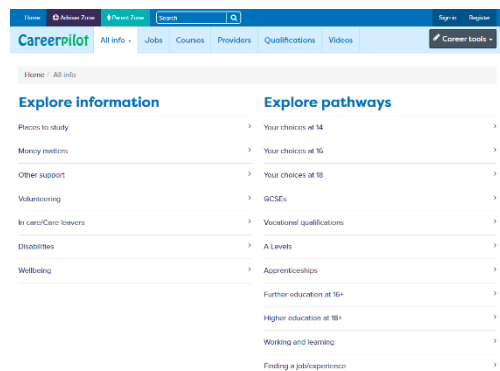 Home Adviser Zone Parent Zone Search Sign in Register
Careerpilot All info Jobs Courses Providers Qualifications Videos Career tools
Home / All info
Explore information
Places to study
Money matters
Other support
Volunteering
In care/Care leavers
Disabilities
Wellbeing
Explore pathways
Your choices at 14
Your choices at 16
Your choices at 18
GCSEs
Vocational qualifications
A Levels
Apprenticeships
Further education at 16+
Higher education at 18+
Working and learning
Finding a job/experience